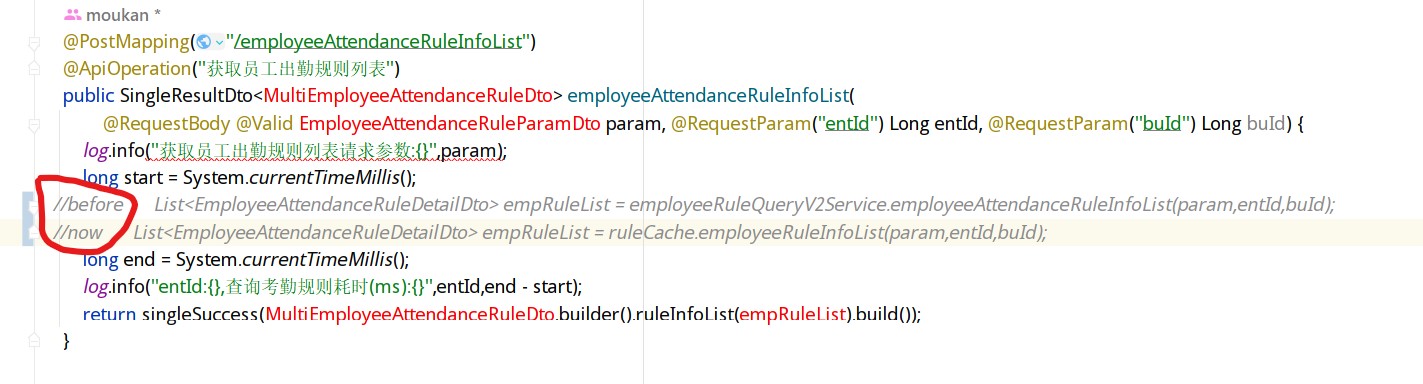 moukan *
@PostMapping("/employeeAttendanceRuleInfoList")
@ApiOperation("获取员工出勤规则列表")
public SingleResultDto<MultiEmployeeAttendanceRuleDto> employeeAttendanceRuleInfoList(
@RequestBody @Valid EmployeeAttendanceRuleParamDto param, @RequestParam("entId") Long entId, @RequestParam("buId") Long buId) {
log.info("获取员工出勤规则列表请求参数:{}",param);
long start = System.currentTimeMillis();
//before List<EmployeeAttendanceRuleDetailDto> empRuleList = employeeRuleQueryV2Service.employeeAttendanceRuleInfoList(param,entId,buId);
//now List<EmployeeAttendanceRuleDetailDto> empRuleList = ruleCache.employeeRuleInfoList(param,entId,buId);
long end = System.currentTimeMillis();
log.info("entId:{},查询考勤规则耗时(ms):{}",entId,end - start);
return singleSuccess(MultiEmployeeAttendanceRuleDto.builder().ruleInfoList(empRuleList).build());
}